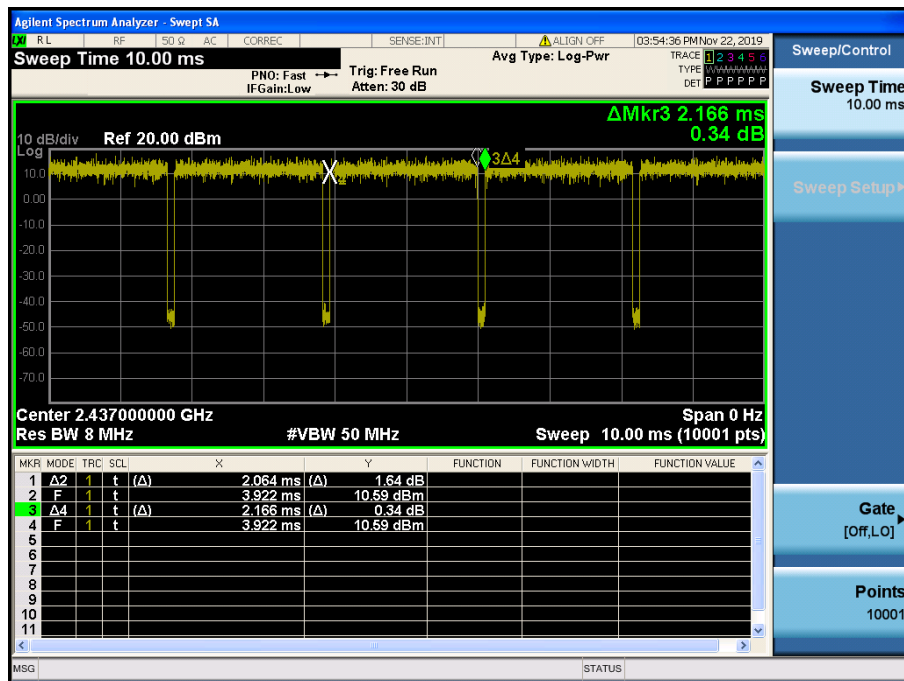 Agilent Spectrum Analyzer - Swept SA
LXI RL RF 50 Ω AC CORREC SENSE:INT ALIGN OFF 03:54:36 PM Nov 22, 2019
Sweep Time 10.00 ms
PNO: Fast
IFGain:Low
Trig: Free Run
Atten: 30 dB
Avg Type: Log-Pwr
TRACE 1 2 3 4 5 6
TYPE WWWWWW
DET P P P P P P
Sweep/Control
Sweep Time
10.00 ms
Sweep Setup
Gate
[Off,LO]
Points
10001
ΔMkr3 2.166 ms
0.34 dB
10 dB/div Ref 20.00 dBm
Log
10.0
0.00
-10.0
-20.0
-30.0
-40.0
-50.0
-60.0
-70.0
3Δ4
Center 2.437000000 GHz Span 0 Hz
Res BW 8 MHz #VBW 50 MHz Sweep 10.00 ms (10001 pts)
MKR MODE TRC SCL X Y FUNCTION FUNCTION WIDTH FUNCTION VALUE
1 Δ2 1 t (Δ) 2.064 ms (Δ) 1.64 dB
2 F 1 t 3.922 ms 10.59 dBm
3 Δ4 1 t (Δ) 2.166 ms (Δ) 0.34 dB
4 F 1 t 3.922 ms 10.59 dBm
5
6
7
8
9
10
11
MSG STATUS